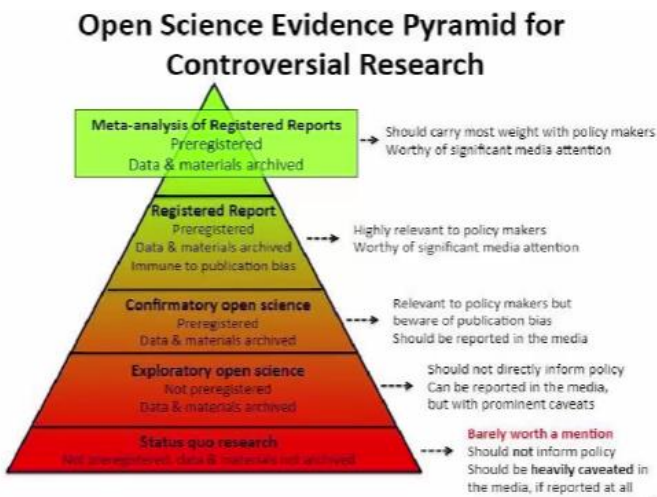 Open Science Evidence Pyramid for
Controversial Research
Meta-analysis of Registered Reports
Preregistered
Data & materials archived
Should carry most weight with policy makers
Worthy of significant media attention
Registered Report
Preregistered
Data & materials archived
Immune to publication bias
Highly relevant to policy makers
Worthy of significant media attention
Confirmatory open science
Preregistered
Data & materials archived
Relevant to policy makers but
beware of publication bias
Should be reported in the media
Exploratory open science
Not preregistered
Data & materials archived
Should not directly inform policy
Can be reported in the media,
but with prominent caveats
Status quo research
Not preregistered, data & materials not archived
Barely worth a mention
Should not inform policy
Should be heavily caveated in
the media, if reported at all